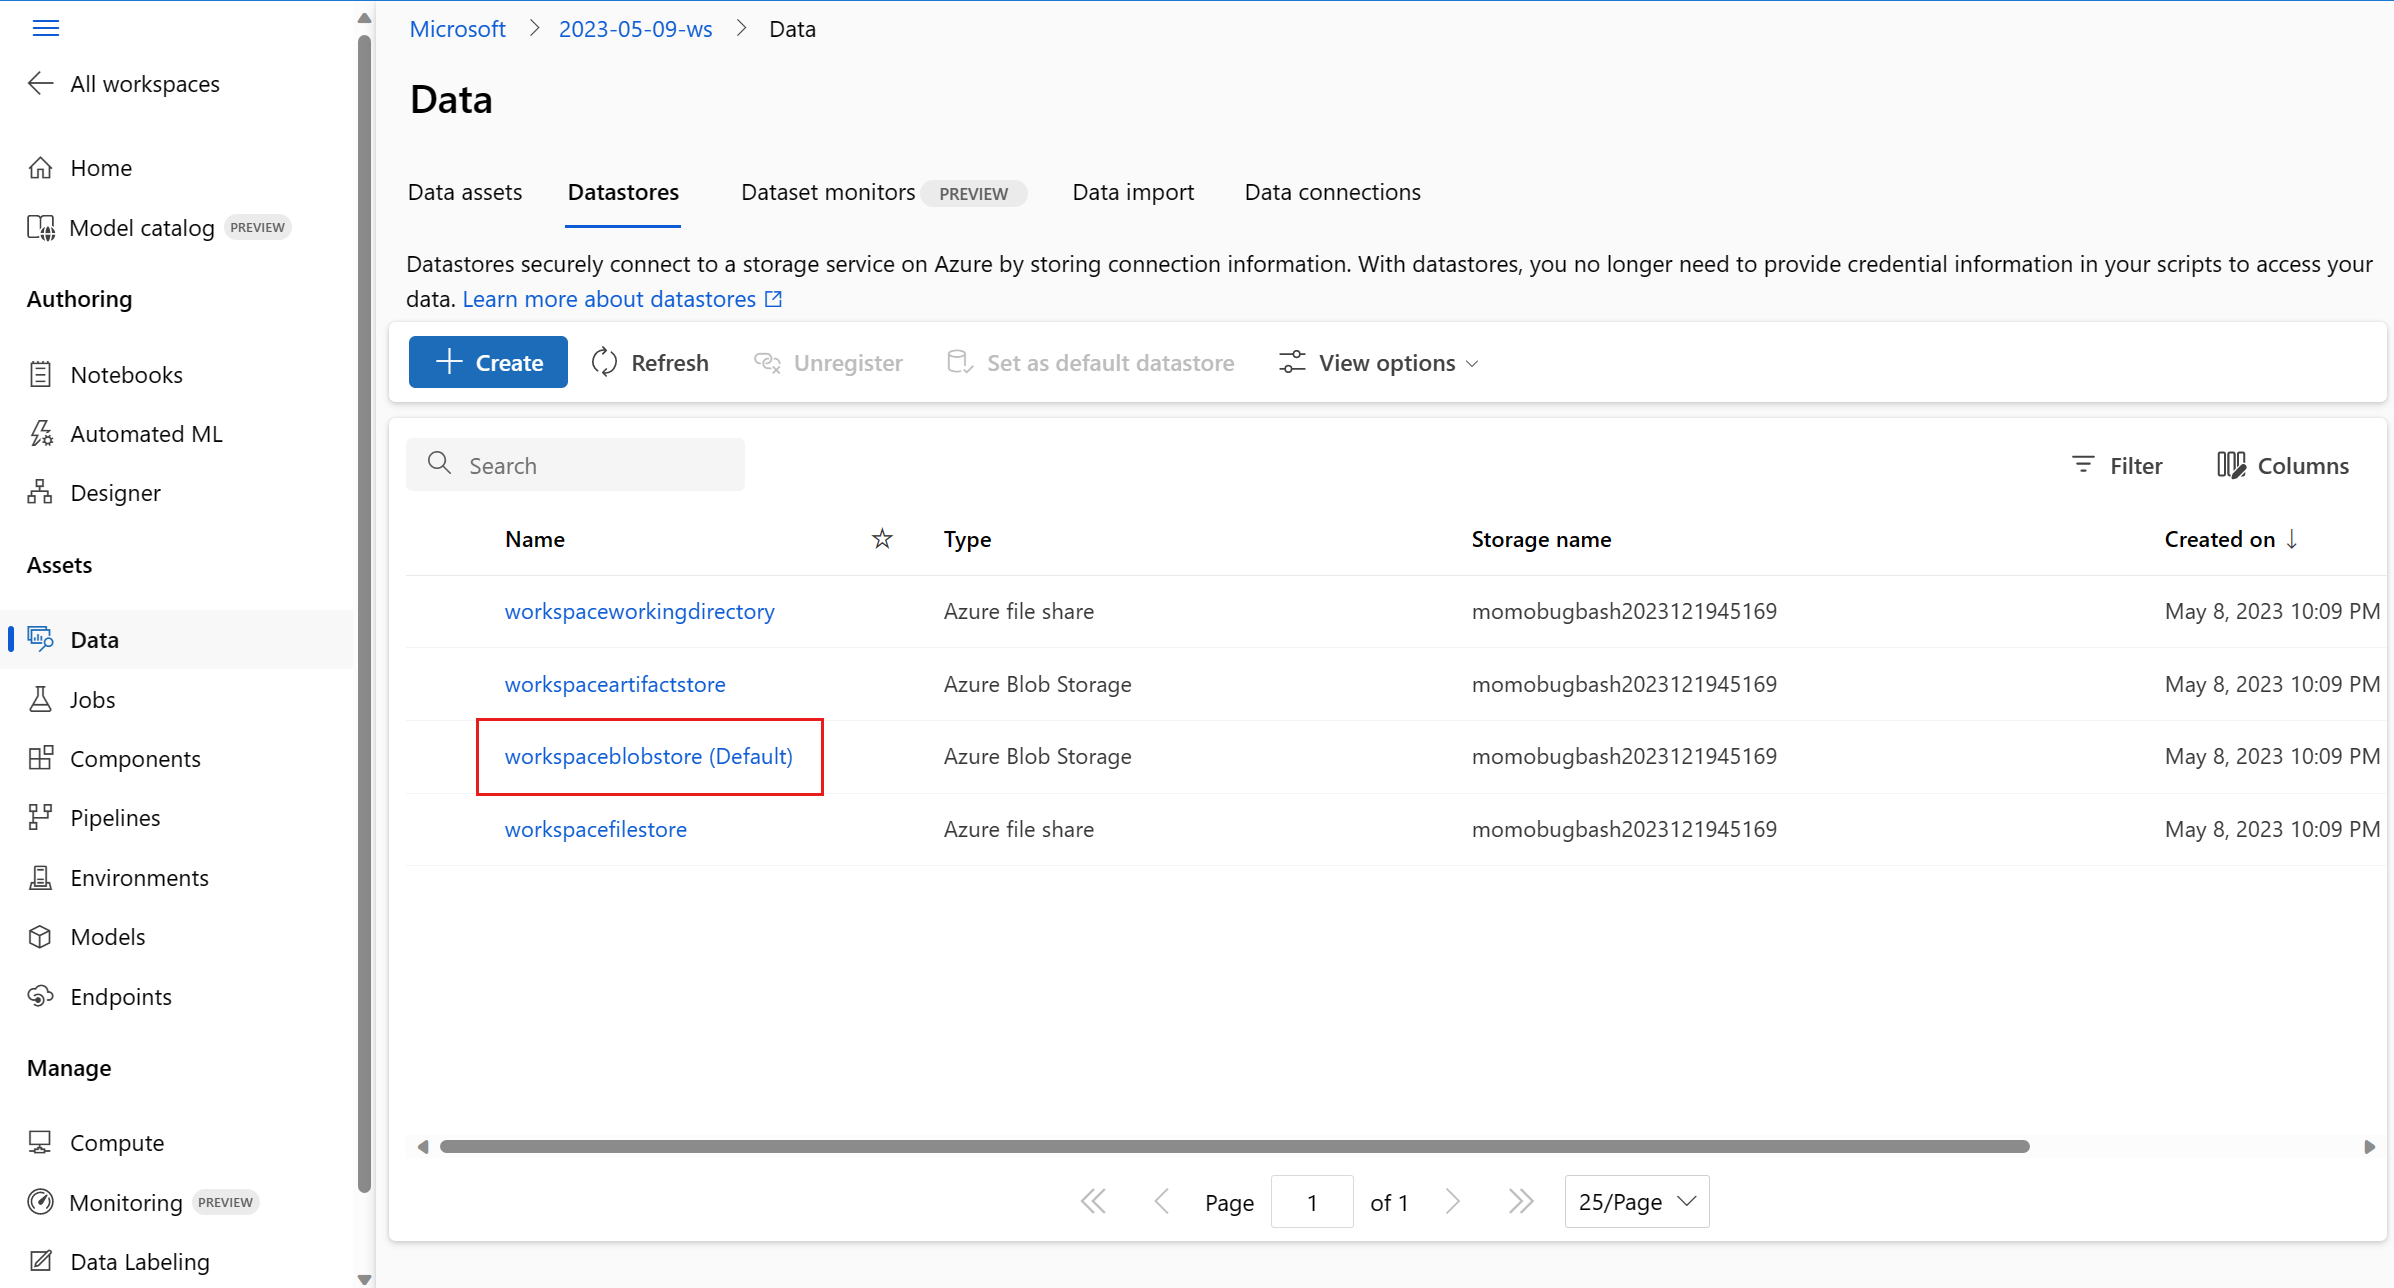 Microsoft > 2023-05-09-ws > Data
All workspaces
Home
Model catalog PREVIEW
Authoring
Notebooks
Automated ML
Designer
Assets
Data
Jobs
Components
Pipelines
Environments
Models
Endpoints
Manage
Compute
Monitoring PREVIEW
Data Labeling
Data
Data assets Datastores Dataset monitors PREVIEW Data import Data connections
Datastores securely connect to a storage service on Azure by storing connection information. With datastores, you no longer need to provide credential information in your scripts to access your
data. Learn more about datastores
Create Refresh Unregister Set as default datastore View options
Search Filter Columns
Name Type Storage name Created on ↓
workspaceworkingdirectory Azure file share momobugbash2023121945169 May 8, 2023 10:09 PM
workspaceartifactstore Azure Blob Storage momobugbash2023121945169 May 8, 2023 10:09 PM
workspaceblobstore (Default) Azure Blob Storage momobugbash2023121945169 May 8, 2023 10:09 PM
workspacefilestore Azure file share momobugbash2023121945169 May 8, 2023 10:09 PM
Page 1 of 1 25/Page